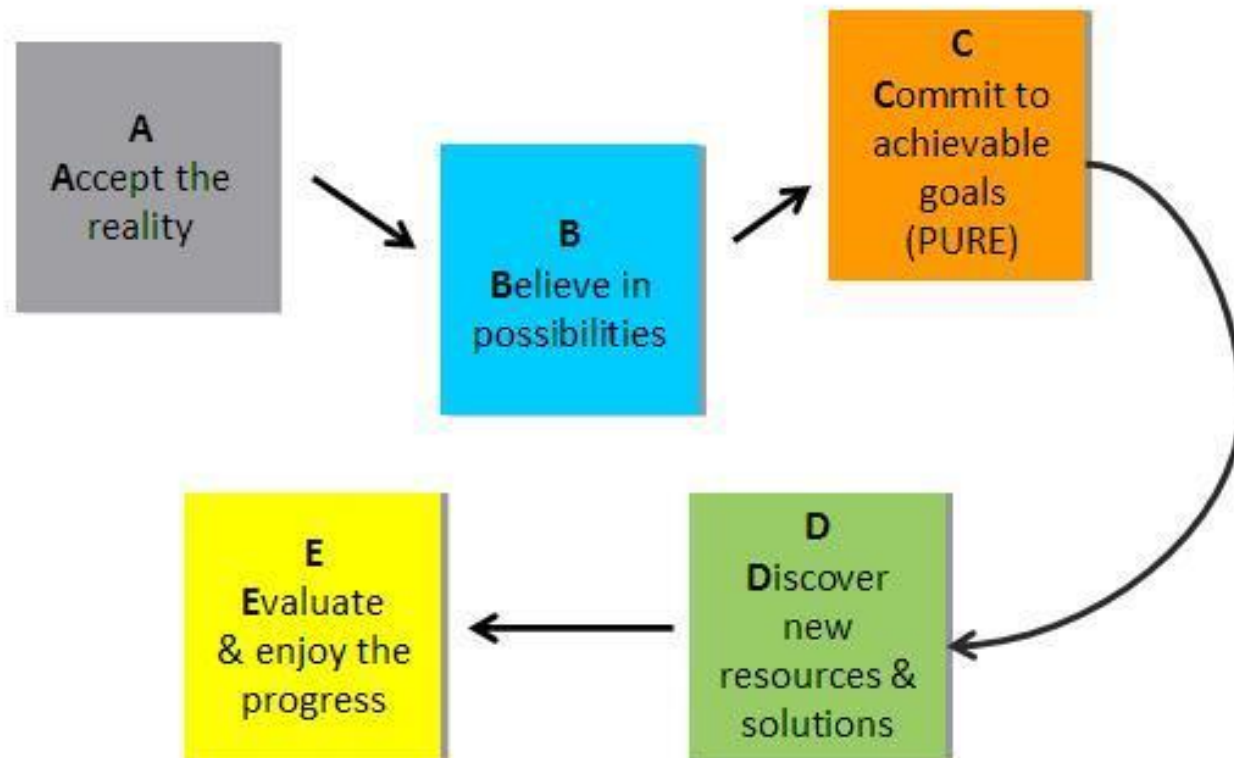 A
Accept the
reality
B
Believe in
possibilities
C
Commit to
achievable
goals
(PURE)
D
Discover
new
resources &
solutions
E
Evaluate
& enjoy the
progress